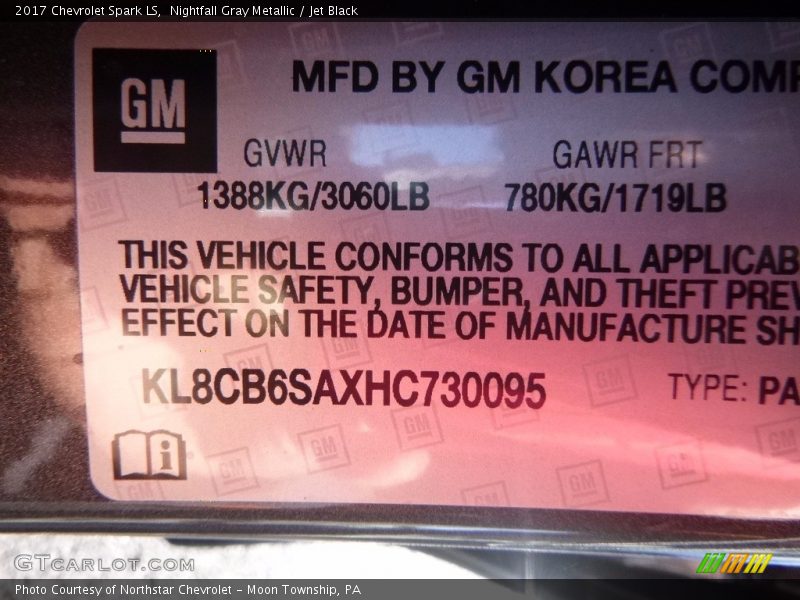 2017 Chevrolet Spark LS,  Nightfall Gray Metallic / Jet Black
GM
MFD BY GM KOREA COMP
GVWR GAWR FRT
1388KG/3060LB 780KG/1719LB
THIS VEHICLE CONFORMS TO ALL APPLICAB
VEHICLE SAFETY, BUMPER, AND THEFT PREV
EFFECT ON THE DATE OF MANUFACTURE SH
KL8CB6SAXHC730095 TYPE: PA
GTCARLOT.COM
Photo Courtesy of Northstar Chevrolet - Moon Township, PA